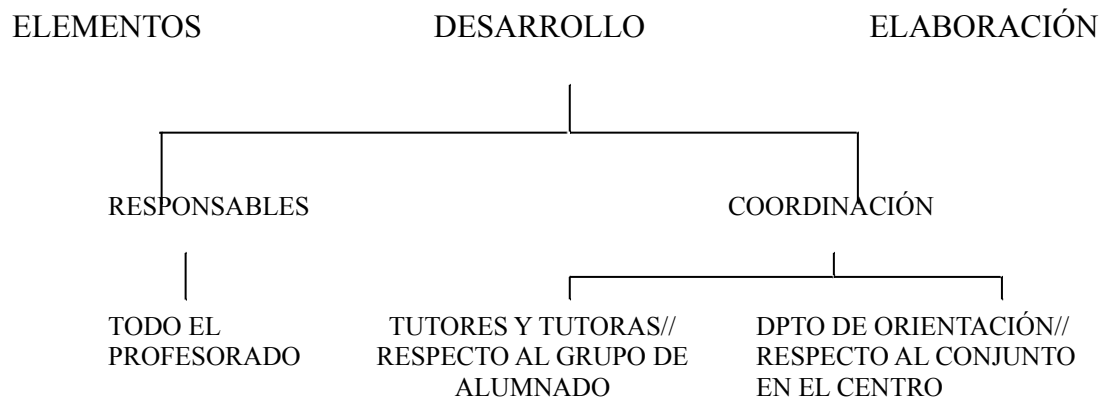 ELEMENTOS DESARROLLO ELABORACIÓN
RESPONSABLES COORDINACIÓN
TODO EL
PROFESORADO
TUTORES Y TUTORAS//
RESPECTO AL GRUPO DE
ALUMNADO
DPTO DE ORIENTACIÓN//
RESPECTO AL CONJUNTO
EN EL CENTRO